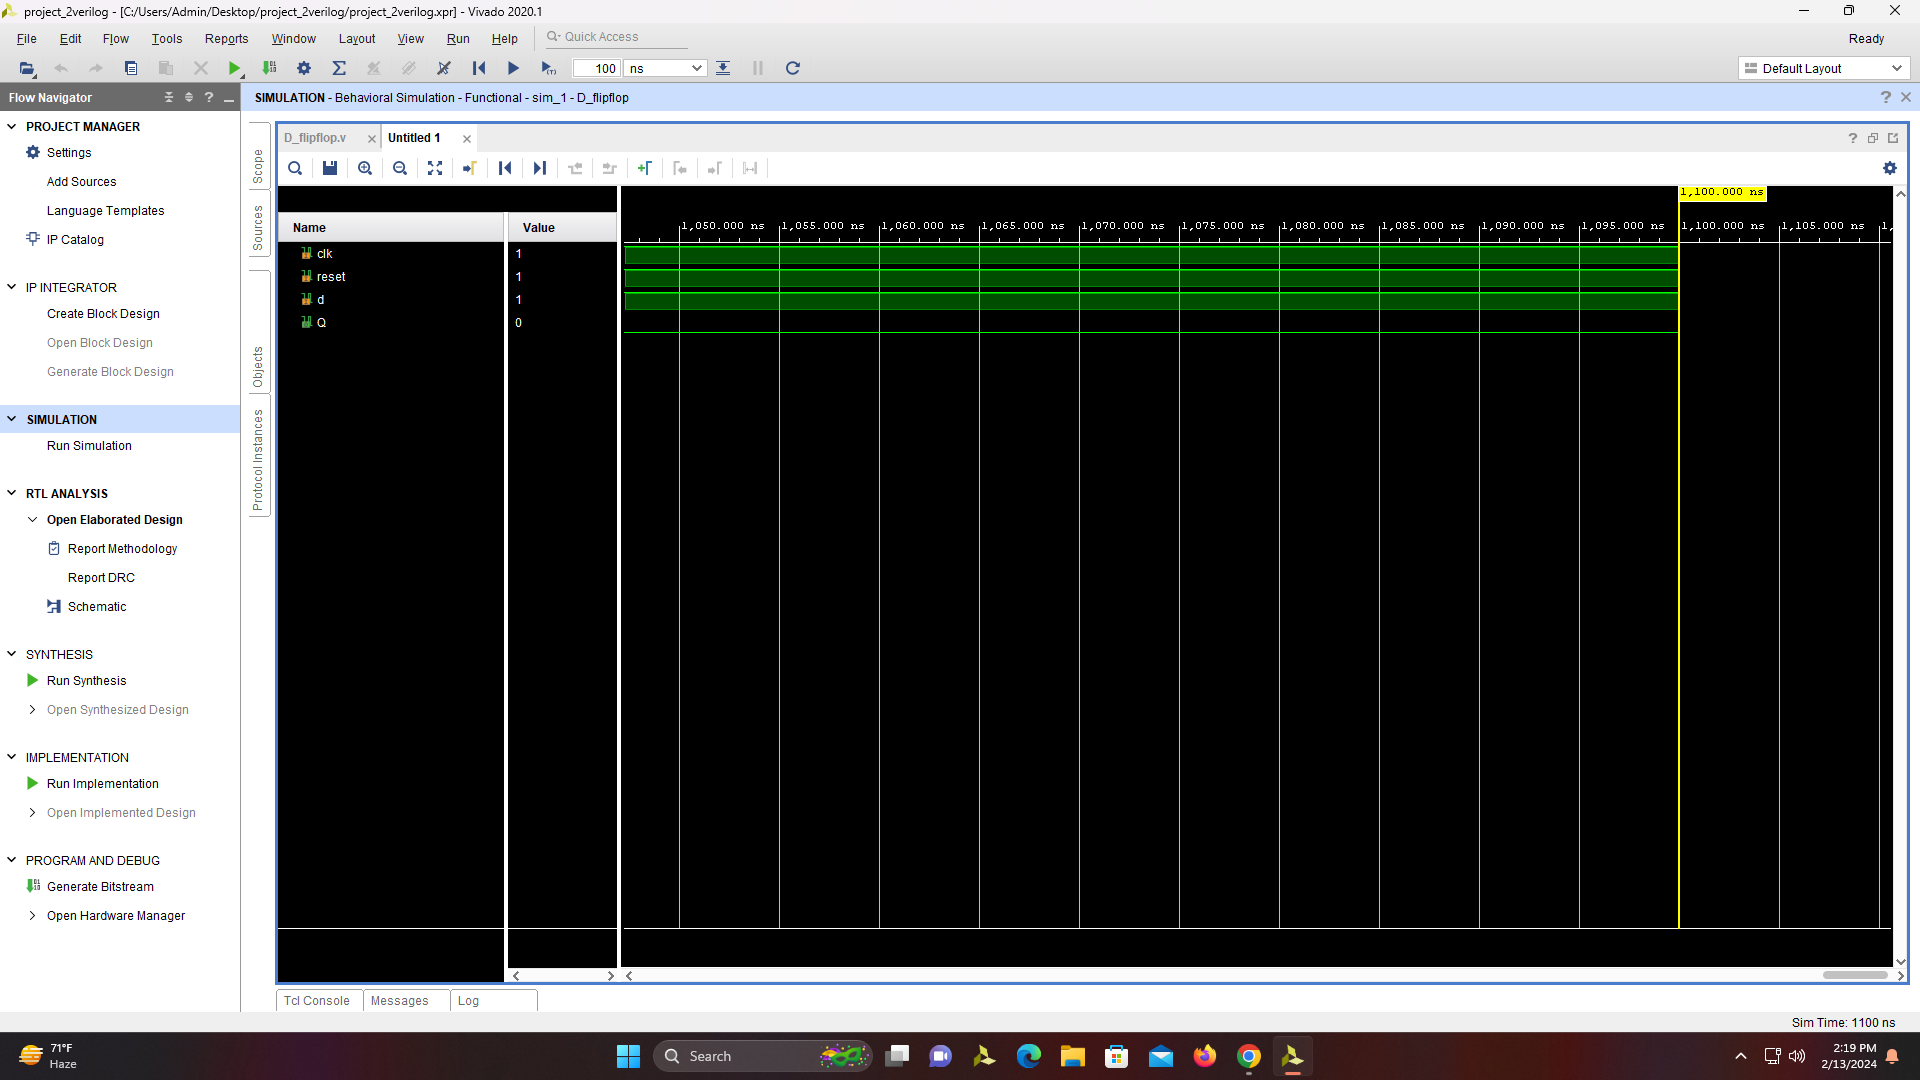 project_2verilog - [C:/Users/Admin/Desktop/project_2verilog/project_2verilog.xpr] - Vivado 2020.1
File Edit Flow Tools Reports Window Layout View Run Help Quick Access Ready
100 ns Default Layout
Flow Navigator
SIMULATION - Behavioral Simulation - Functional - sim_1 - D_flipflop
PROJECT MANAGER
Settings
Add Sources
Language Templates
IP Catalog
IP INTEGRATOR
Create Block Design
Open Block Design
Generate Block Design
SIMULATION
Run Simulation
RTL ANALYSIS
Open Elaborated Design
Report Methodology
Report DRC
Schematic
SYNTHESIS
Run Synthesis
Open Synthesized Design
IMPLEMENTATION
Run Implementation
Open Implemented Design
PROGRAM AND DEBUG
Generate Bitstream
Open Hardware Manager
Scope
Sources
Objects
Protocol Instances
D_flipflop.v Untitled 1
1,100.000 ns
Name Value
1,050.000 ns 1,055.000 ns 1,060.000 ns 1,065.000 ns 1,070.000 ns 1,075.000 ns 1,080.000 ns 1,085.000 ns 1,090.000 ns 1,095.000 ns 1,100.000 ns 1,105.000 ns 1,
clk 1
reset 1
d 1
Q 0
Tcl Console Messages Log
Sim Time: 1100 ns
71°F
Haze
Search
2:19 PM
2/13/2024